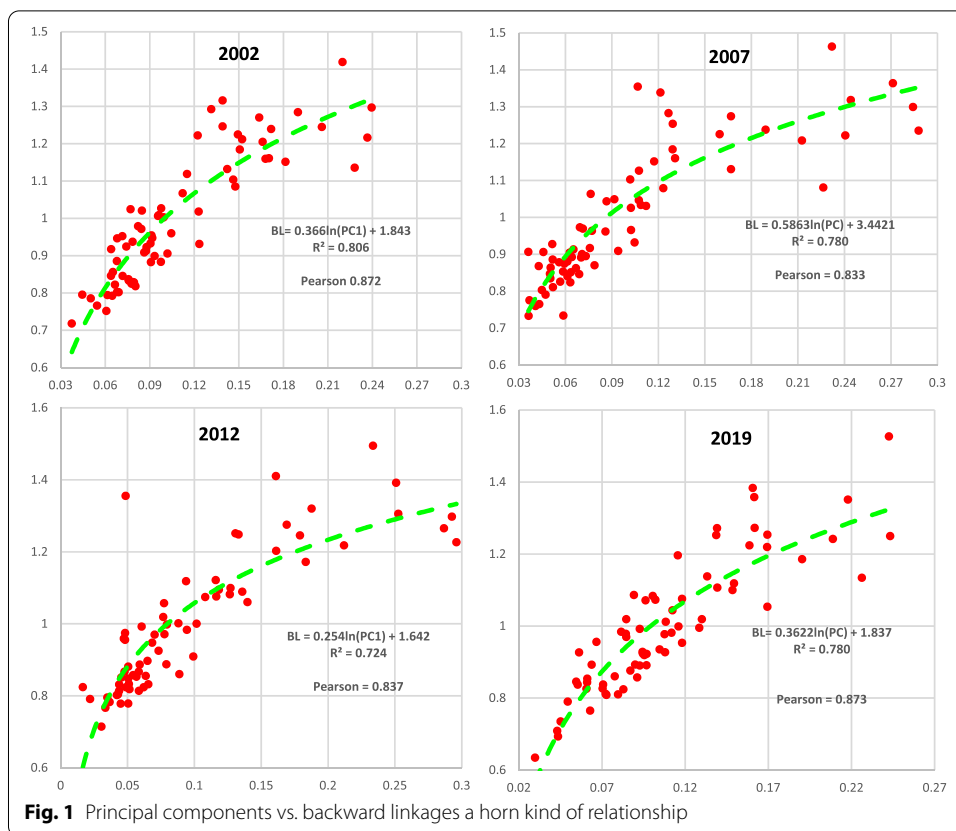 2002
1.5
1.4
1.3
1.2
1.1
1
0.9
0.8
0.7
0.6
BL = 0.366ln(PC1) + 1.843
R² = 0.806
Pearson 0.872
0.03 0.06 0.09 0.12 0.15 0.18 0.21 0.24 0.27 0.3
2007
1.5
1.4
1.3
1.2
1.1
1
0.9
0.8
0.7
0.6
BL = 0.5863ln(PC) + 3.4421
R² = 0.780
Pearson = 0.833
0.03 0.06 0.09 0.12 0.15 0.18 0.21 0.24 0.27 0.3
2012
1.6
1.4
1.2
1
0.8
0.6
BL = 0.254ln(PC1) + 1.642
R² = 0.724
Pearson = 0.837
0 0.05 0.1 0.15 0.2 0.25 0.3
2019
1.6
1.4
1.2
1
0.8
0.6
BL = 0.3622ln(PC) + 1.837
R² = 0.780
Pearson = 0.873
0.02 0.07 0.12 0.17 0.22 0.27
Fig. 1 Principal components vs. backward linkages a horn kind of relationship